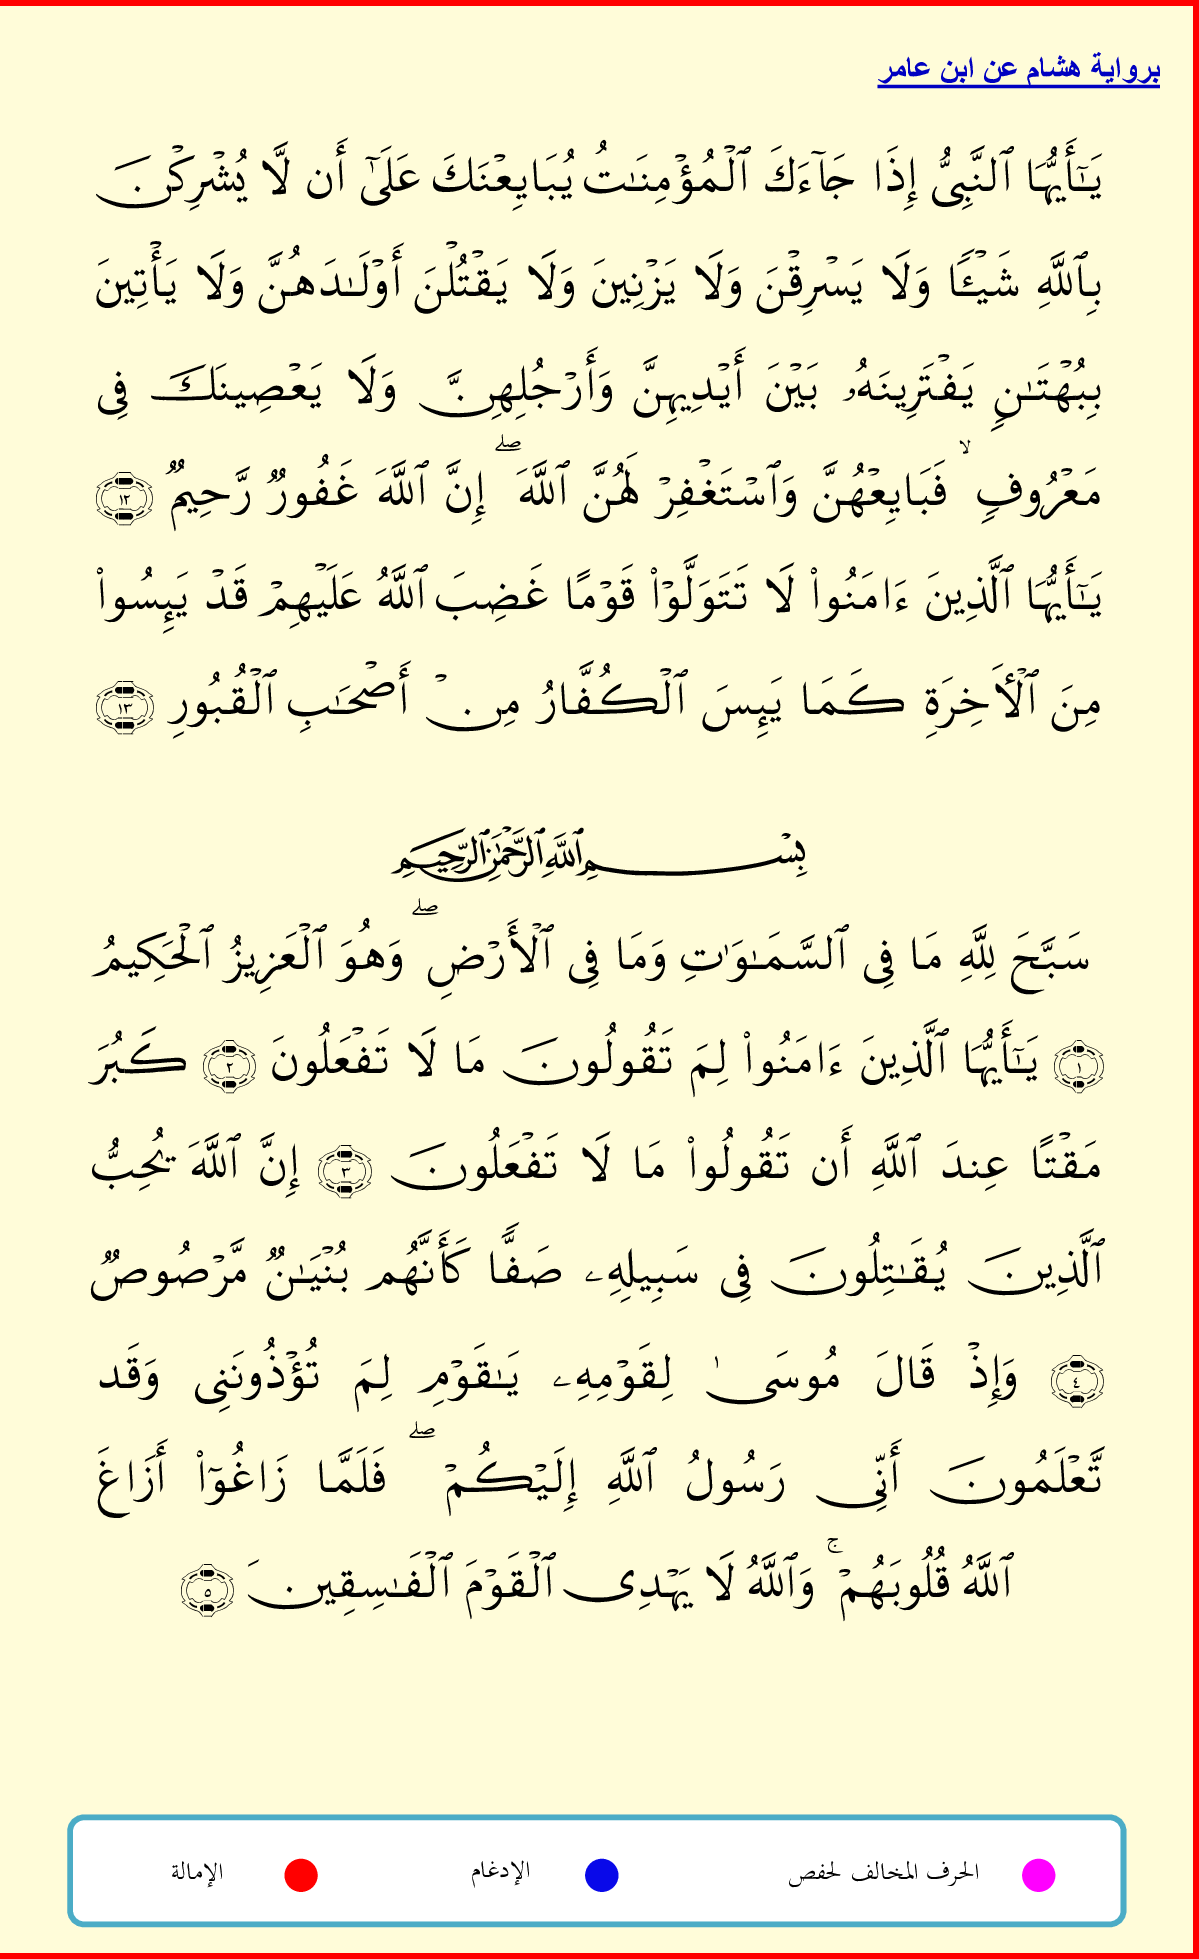 برواية هشام عن ابن عامر
يَٰٓأَيُّهَا ٱلنَّبِىُّ إِذَا جَآءَكَ ٱلْمُؤْمِنَٰتُ يُبَايِعْنَكَ عَلَىٰٓ أَن لَّا يُشْرِكْنَ
بِٱللَّهِ شَيْـًٔا وَلَا يَسْرِقْنَ وَلَا يَزْنِينَ وَلَا يَقْتُلْنَ أَوْلَٰدَهُنَّ وَلَا يَأْتِينَ
بِبُهْتَٰنٍ يَفْتَرِينَهُۥ بَيْنَ أَيْدِيهِنَّ وَأَرْجُلِهِنَّ وَلَا يَعْصِينَكَ فِى
مَعْرُوفٍ ۙ فَبَايِعْهُنَّ وَٱسْتَغْفِرْ لَهُنَّ ٱللَّهَ ۖ إِنَّ ٱللَّهَ غَفُورٌ رَّحِيمٌ ١٢
يَٰٓأَيُّهَا ٱلَّذِينَ ءَامَنُوا۟ لَا تَتَوَلَّوْا۟ قَوْمًا غَضِبَ ٱللَّهُ عَلَيْهِمْ قَدْ يَئِسُوا۟
مِنَ ٱلْأَخِرَةِ كَمَا يَئِسَ ٱلْكُفَّارُ مِنْ أَصْحَٰبِ ٱلْقُبُورِ ١٣
بِسْمِ ٱللَّهِ ٱلرَّحْمَٰنِ ٱلرَّحِيمِ
سَبَّحَ لِلَّهِ مَا فِى ٱلسَّمَٰوَٰتِ وَمَا فِى ٱلْأَرْضِ ۖ وَهُوَ ٱلْعَزِيزُ ٱلْحَكِيمُ
١ يَٰٓأَيُّهَا ٱلَّذِينَ ءَامَنُوا۟ لِمَ تَقُولُونَ مَا لَا تَفْعَلُونَ ٢ كَبُرَ
مَقْتًا عِندَ ٱللَّهِ أَن تَقُولُوا۟ مَا لَا تَفْعَلُونَ ٣ إِنَّ ٱللَّهَ يُحِبُّ
ٱلَّذِينَ يُقَٰتِلُونَ فِى سَبِيلِهِۦ صَفًّا كَأَنَّهُم بُنْيَٰنٌ مَّرْصُوصٌ
٤ وَإِذْ قَالَ مُوسَىٰ لِقَوْمِهِۦ يَٰقَوْمِ لِمَ تُؤْذُونَنِى وَقَد
تَّعْلَمُونَ أَنِّى رَسُولُ ٱللَّهِ إِلَيْكُمْ ۖ فَلَمَّا زَاغُوٓا۟ أَزَاغَ
ٱللَّهُ قُلُوبَهُمْ ۚ وَٱللَّهُ لَا يَهْدِى ٱلْقَوْمَ ٱلْفَٰسِقِينَ ٥
الحرف المخالف لحفص الإدغام الإمالة